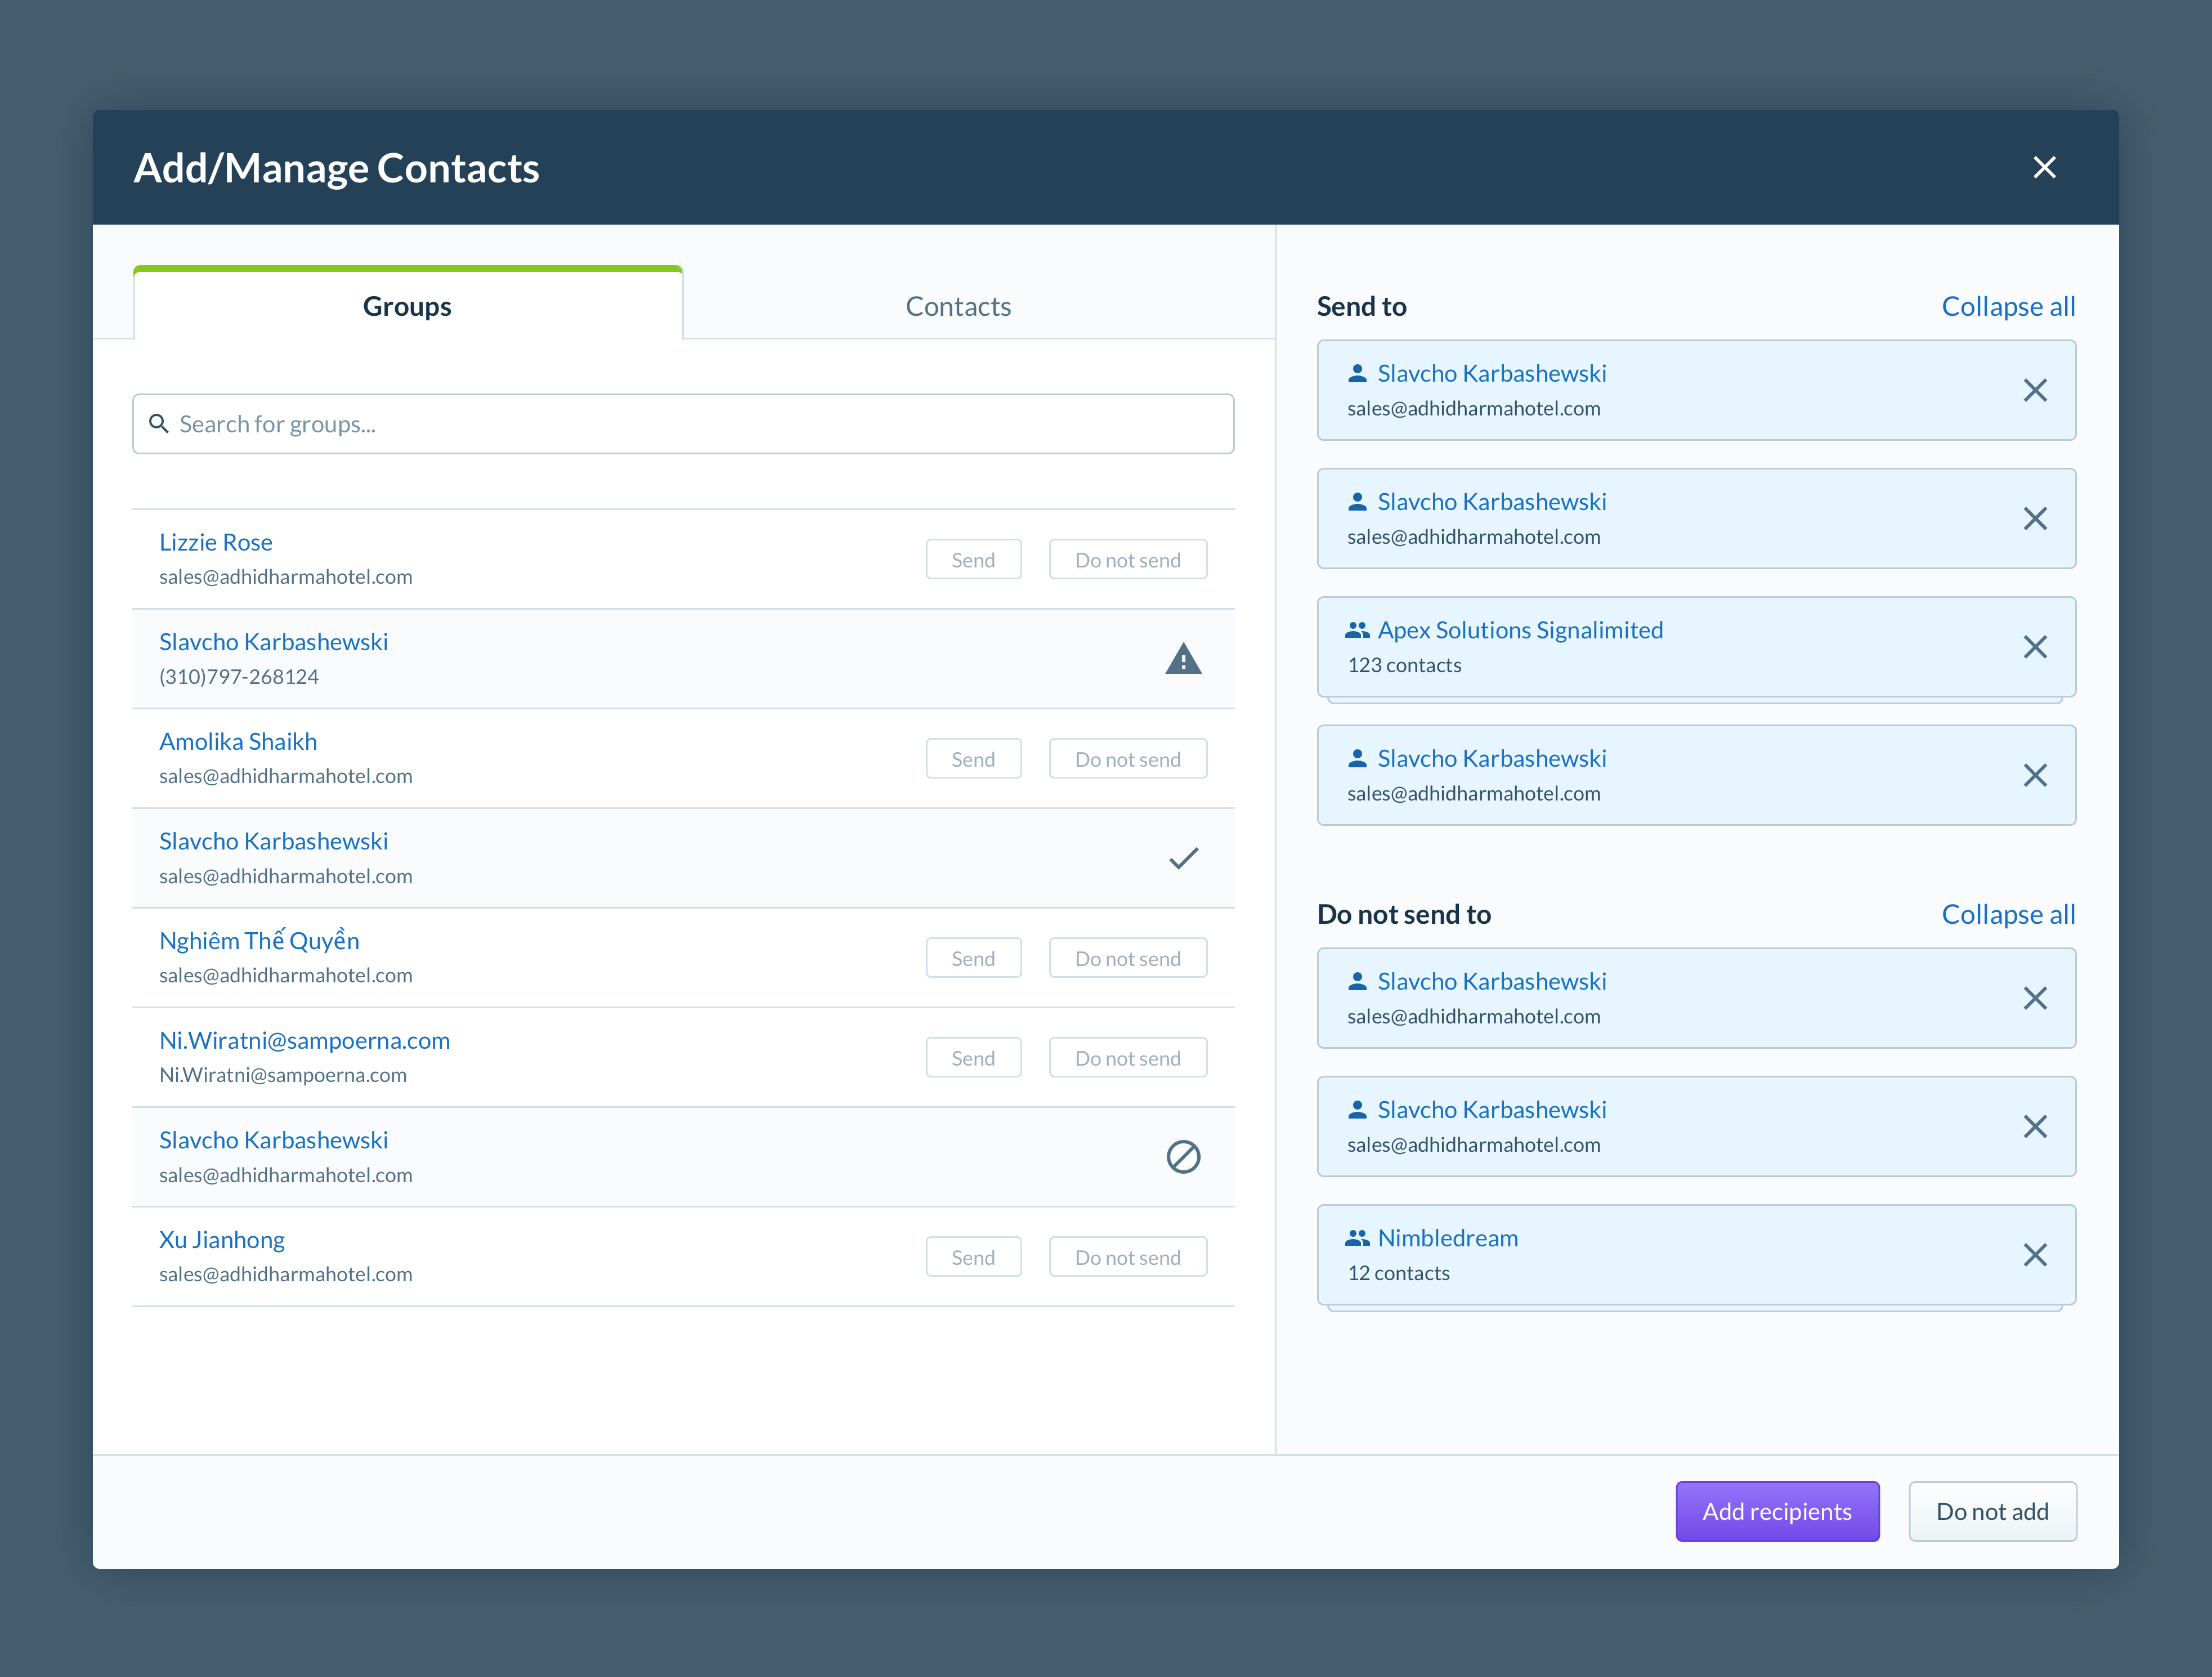 Add/Manage Contacts
Groups
Contacts
Search for groups...
Lizzie Rose
sales@adhidharmahotel.com
Send
Do not send
Slavcho Karbashewski
(310)797-268124
Amolika Shaikh
sales@adhidharmahotel.com
Send
Do not send
Slavcho Karbashewski
sales@adhidharmahotel.com
Nghiêm Thế Quyền
sales@adhidharmahotel.com
Send
Do not send
Ni.Wiratni@sampoerna.com
Ni.Wiratni@sampoerna.com
Send
Do not send
Slavcho Karbashewski
sales@adhidharmahotel.com
Xu Jianhong
sales@adhidharmahotel.com
Send
Do not send
Send to
Collapse all
Slavcho Karbashewski
sales@adhidharmahotel.com
Slavcho Karbashewski
sales@adhidharmahotel.com
Apex Solutions Signalimited
123 contacts
Slavcho Karbashewski
sales@adhidharmahotel.com
Do not send to
Collapse all
Slavcho Karbashewski
sales@adhidharmahotel.com
Slavcho Karbashewski
sales@adhidharmahotel.com
Nimbledream
12 contacts
Add recipients
Do not add